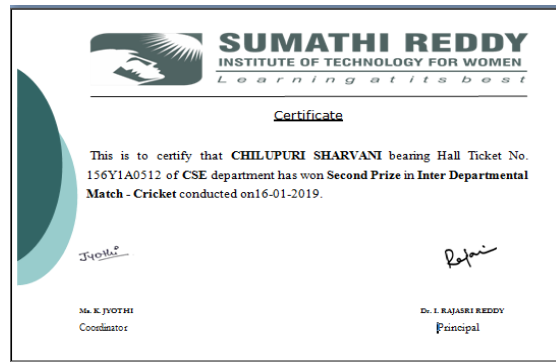 SUMATHI REDDY
INSTITUTE OF TECHNOLOGY FOR WOMEN
Learning at its best
Certificate
This is to certify that CHILUPURI SHARVANI bearing Hall Ticket No.
156Y1A0512 of CSE department has won Second Prize in Inter Departmental
Match - Cricket conducted on16-01-2019.
Jyothi
Rajasri
Ms. K. JYOTHI
Dr. I. RAJASRI REDDY
Coordinator
Principal